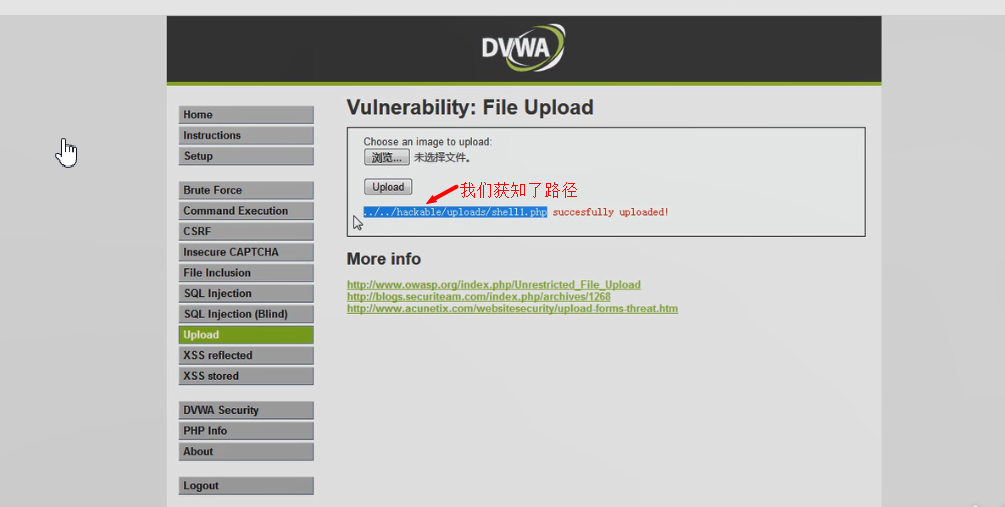 DVWA
Home
Instructions
Setup
Brute Force
Command Execution
CSRF
Insecure CAPTCHA
File Inclusion
SQL Injection
SQL Injection (Blind)
Upload
XSS reflected
XSS stored
DVWA Security
PHP Info
About
Logout
Vulnerability: File Upload
Choose an image to upload:
浏览... 未选择文件。
Upload
我们获知了路径
../../hackable/uploads/shell1.php succesfully uploaded!
More info
http://www.owasp.org/index.php/Unrestricted_File_Upload
http://blogs.securiteam.com/index.php/archives/1268
http://www.acunetix.com/websitesecurity/upload-forms-threat.htm